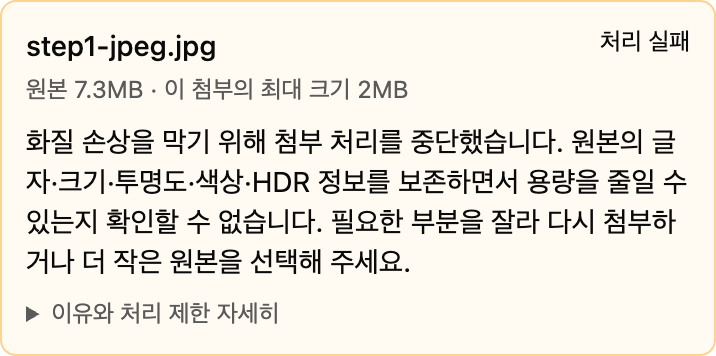 step1-jpeg.jpg
처리 실패
원본 7.3MB · 이 첨부의 최대 크기 2MB
화질 손상을 막기 위해 첨부 처리를 중단했습니다. 원본의 글
자·크기·투명도·색상·HDR 정보를 보존하면서 용량을 줄일 수
있는지 확인할 수 없습니다. 필요한 부분을 잘라 다시 첨부하
거나 더 작은 원본을 선택해 주세요.
▶ 이유와 처리 제한 자세히